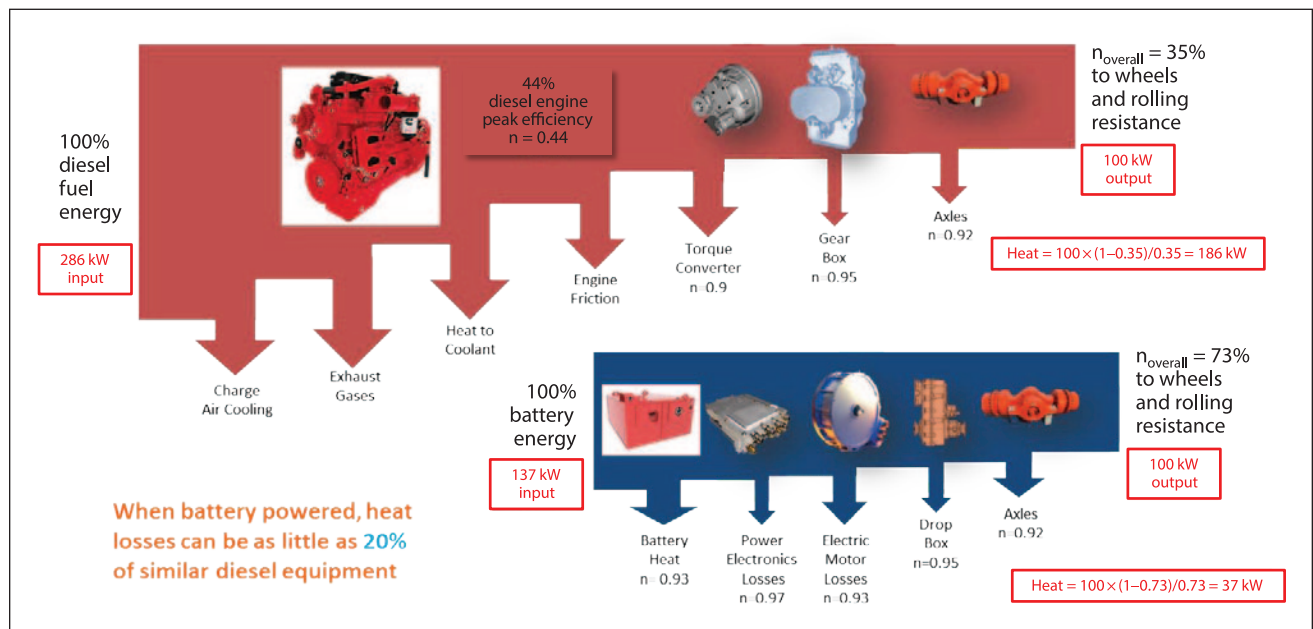 100%
diesel
fuel
energy
286 kW
input
44%
diesel engine
peak efficiency
n = 0.44
noverall = 35%
to wheels
and rolling
resistance
100 kW
output
Charge
Air Cooling
Exhaust
Gases
Heat to
Coolant
Engine
Friction
Torque
Converter
n=0.9
Gear
Box
n=0.95
Axles
n=0.92
Heat = 100×(1–0.35)/0.35 = 186 kW
100%
battery
energy
137 kW
input
noverall = 73%
to wheels
and rolling
resistance
100 kW
output
Battery
Heat
n= 0.93
Power
Electronics
Losses
n=0.97
Electric
Motor
Losses
n=0.93
Drop
Box
n=0.95
Axles
n=0.92
Heat = 100×(1–0.73)/0.73 = 37 kW
When battery powered, heat
losses can be as little as 20%
of similar diesel equipment